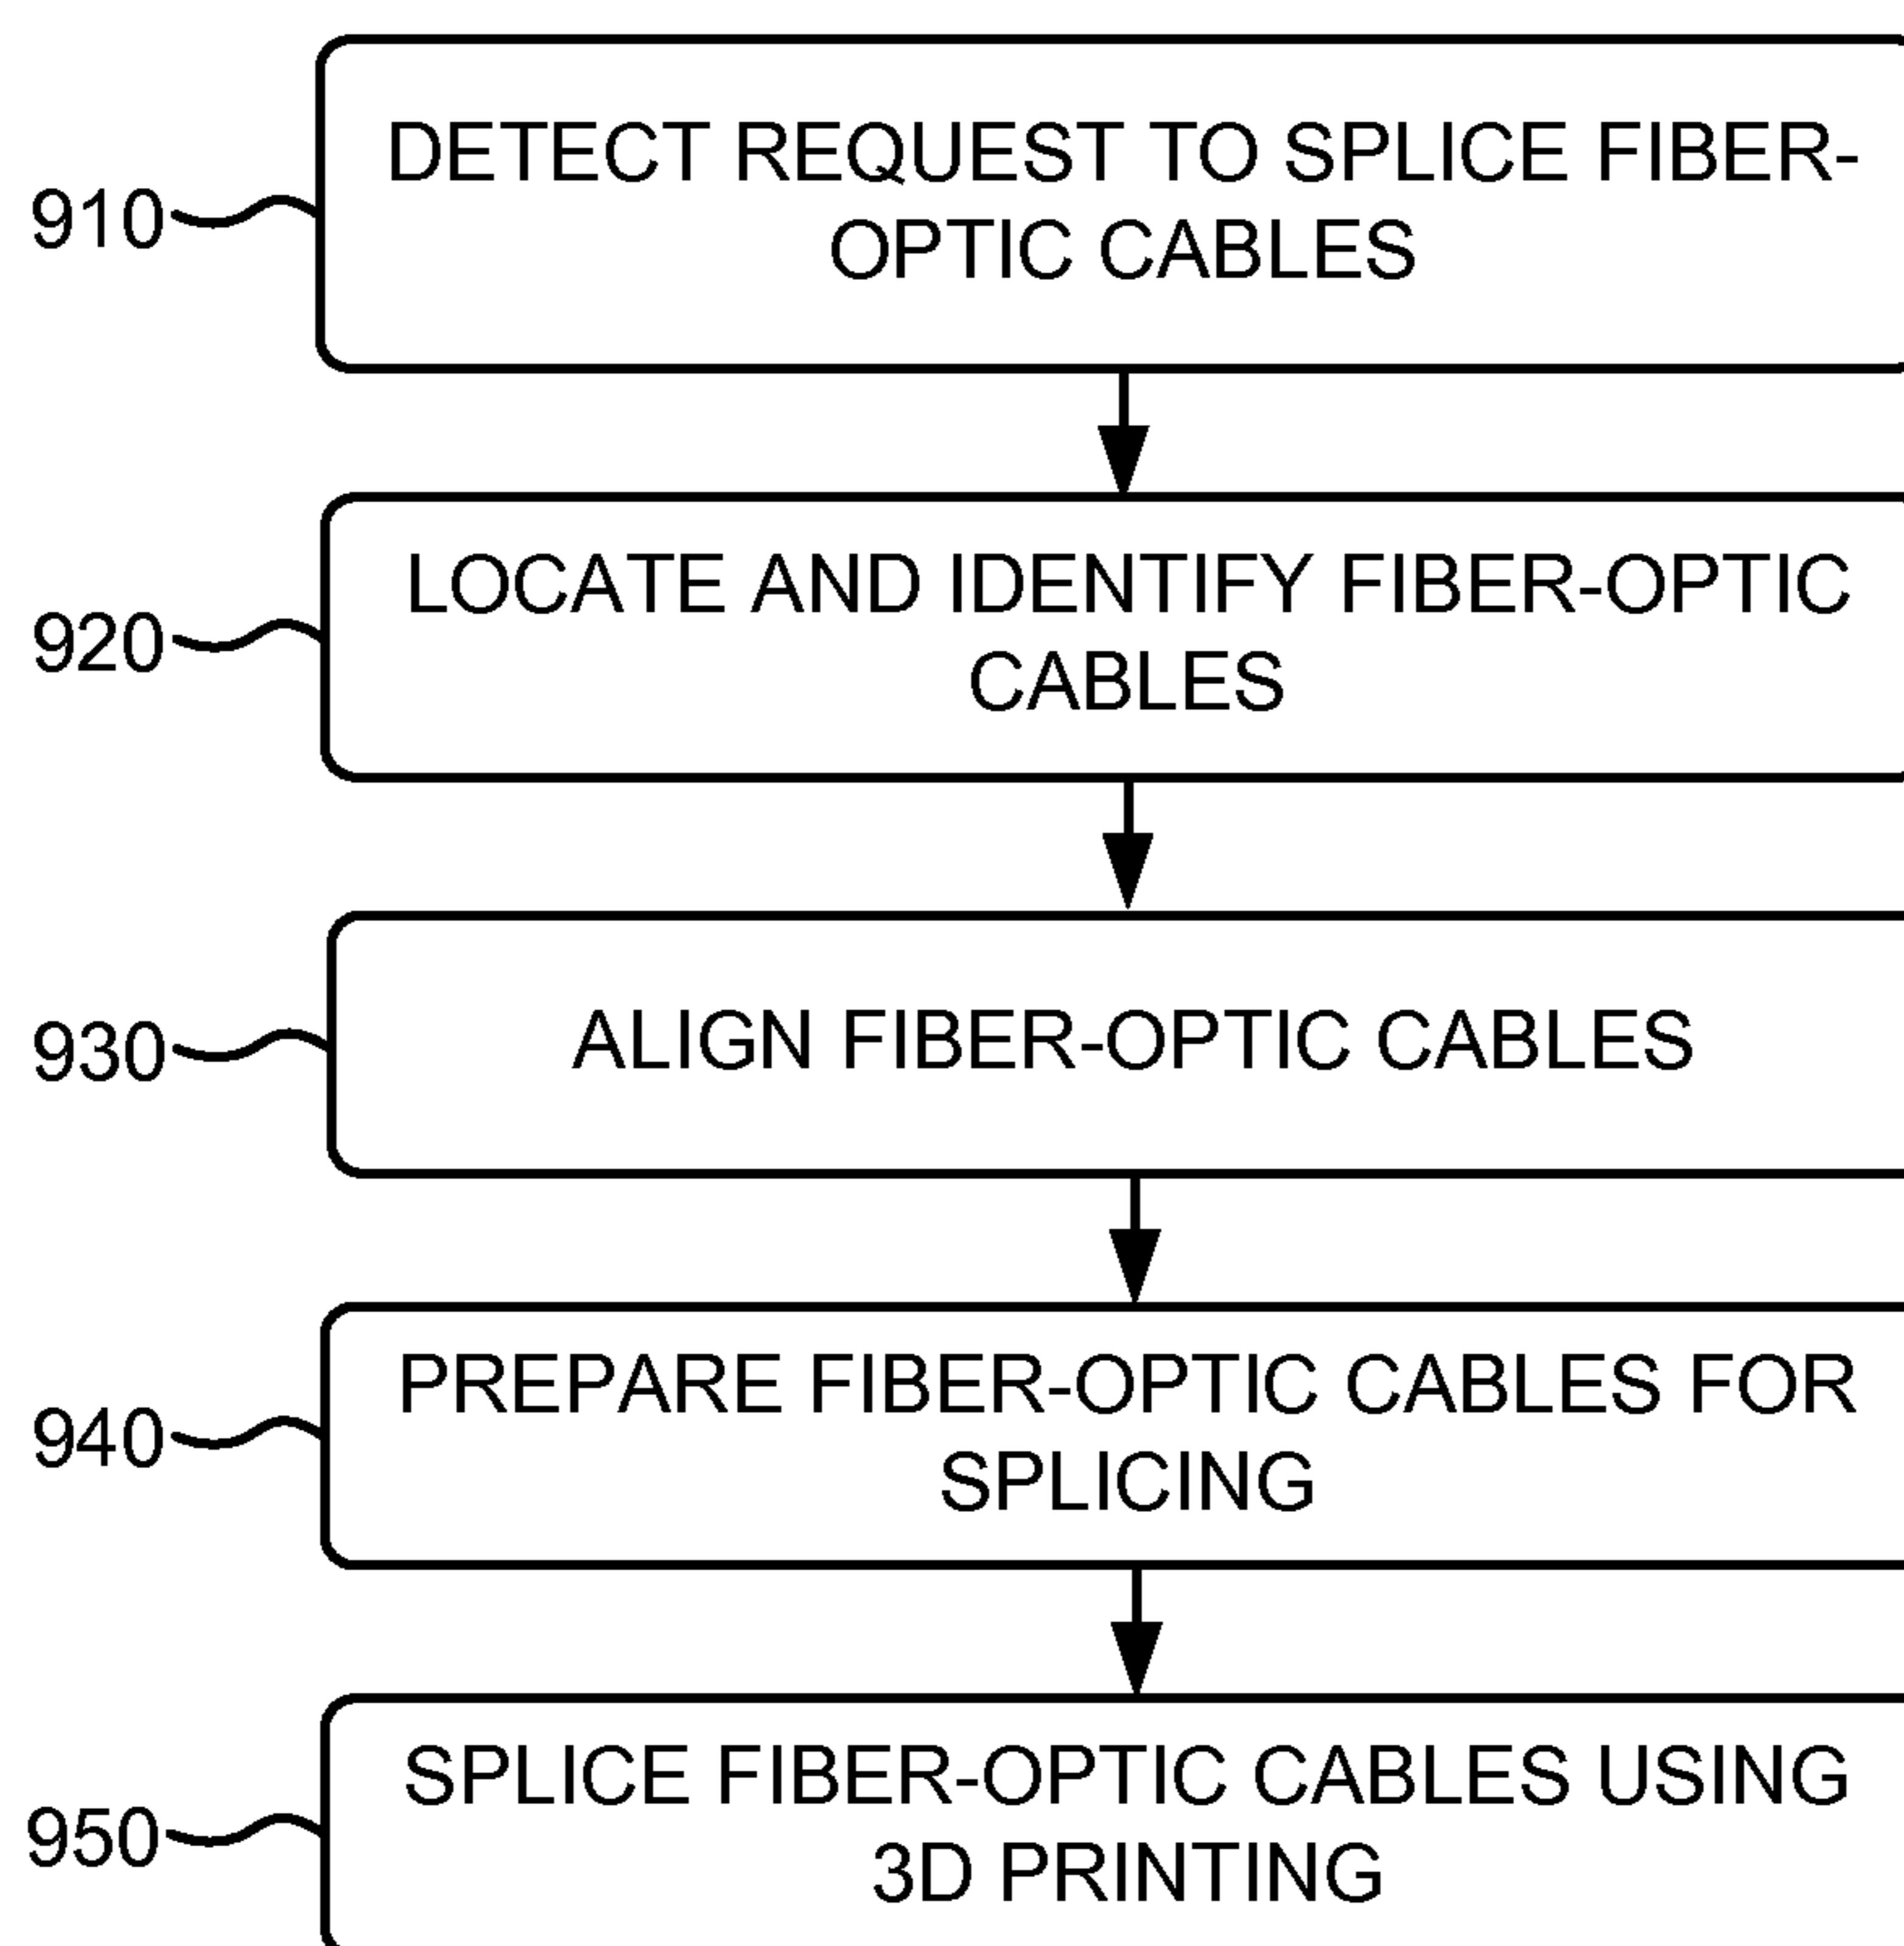 DETECT REQUEST TO SPLICE FIBER-
OPTIC CABLES
910
LOCATE AND IDENTIFY FIBER-OPTIC
CABLES
920
ALIGN FIBER-OPTIC CABLES
930
PREPARE FIBER-OPTIC CABLES FOR
SPLICING
940
SPLICE FIBER-OPTIC CABLES USING
3D PRINTING
950